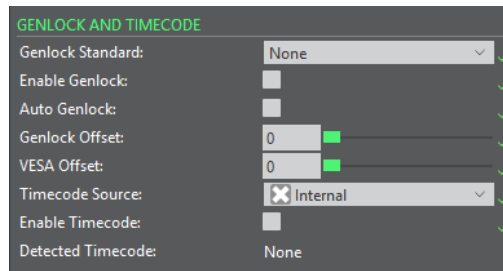 GENLOCK AND TIMECODE
Genlock Standard: None
Enable Genlock:
Auto Genlock:
Genlock Offset: 0
VESA Offset: 0
Timecode Source: Internal
Enable Timecode:
Detected Timecode: None